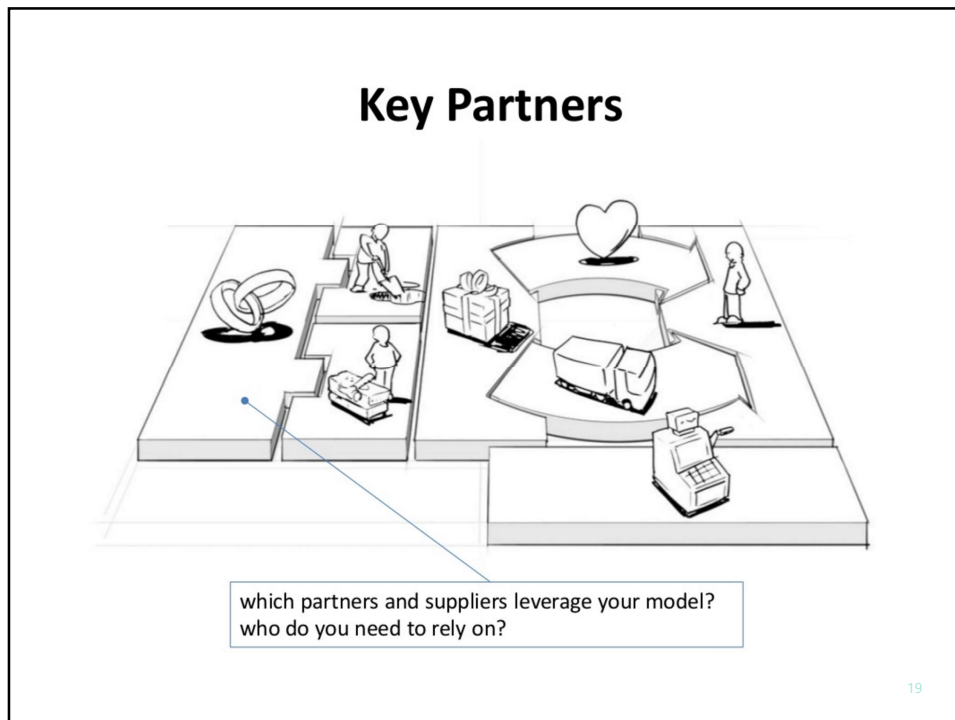 Key Partners
which partners and suppliers leverage your model?
who do you need to rely on?
19